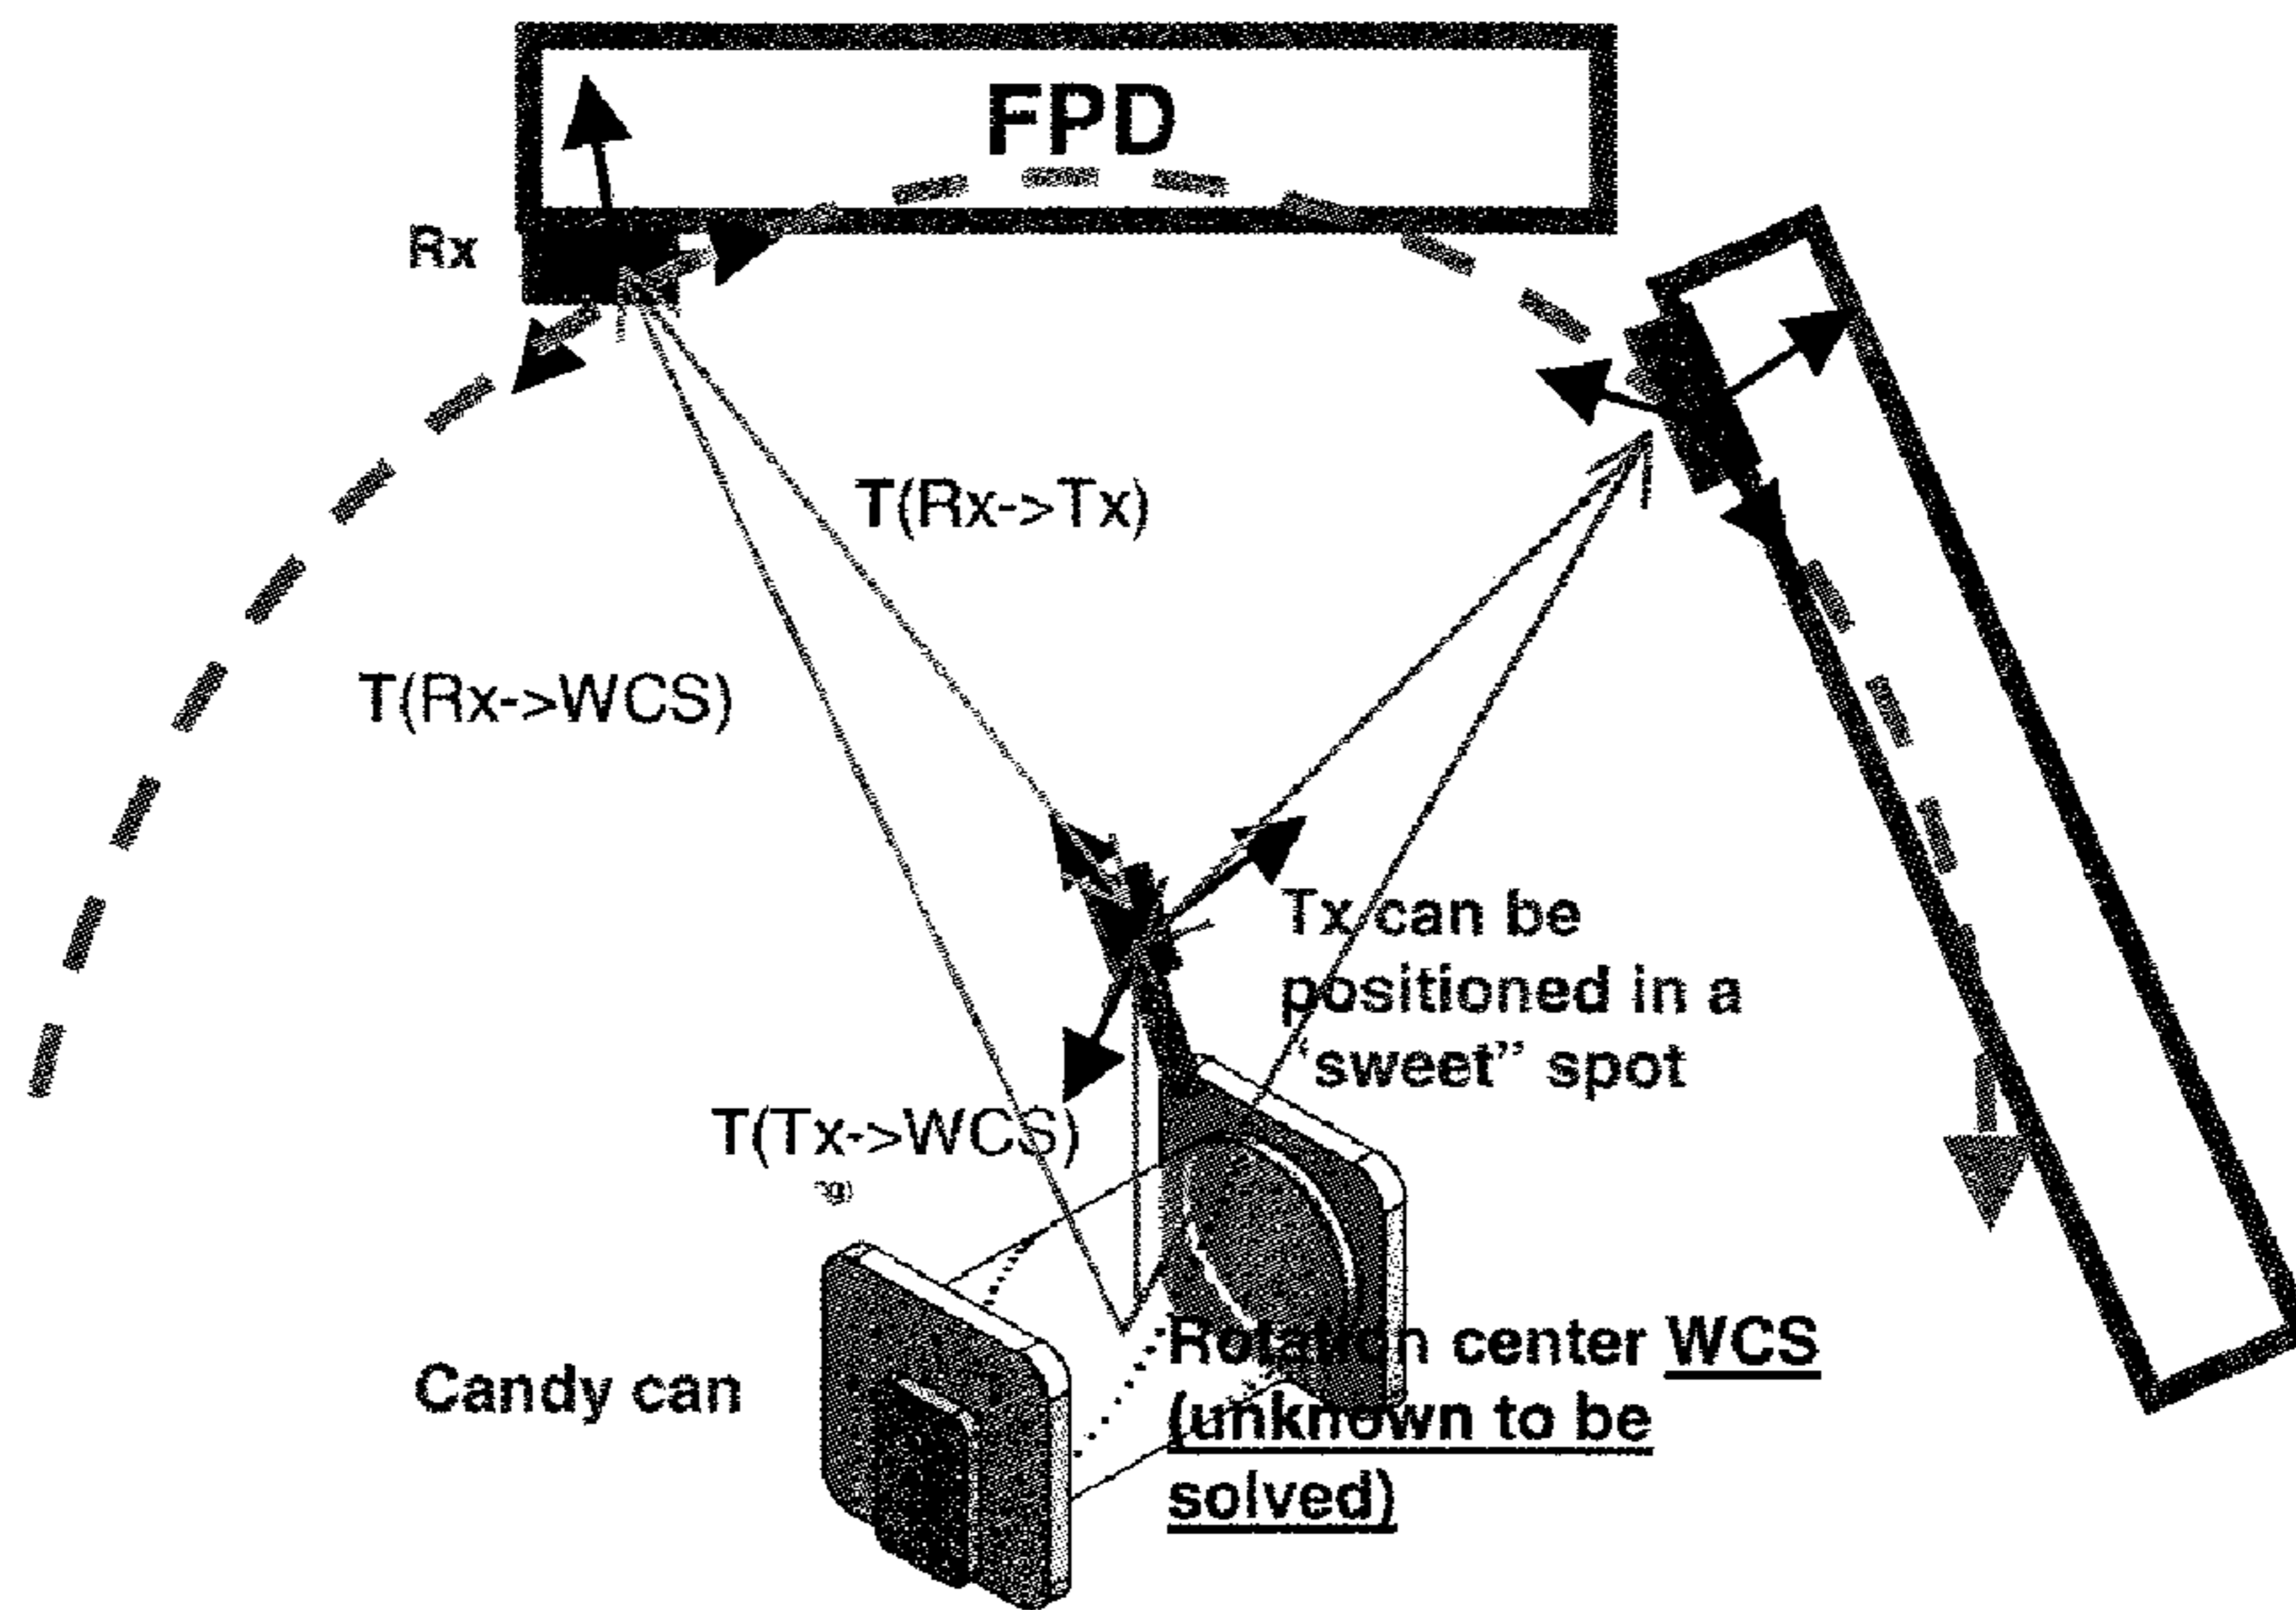 FPD
Rx
T(Rx->Tx)
T(Rx->WCS)
Tx can be
positioned in a
“sweet” spot
T(Tx->WCS)
Rotation center WCS
(unknown to be
solved)
Candy can